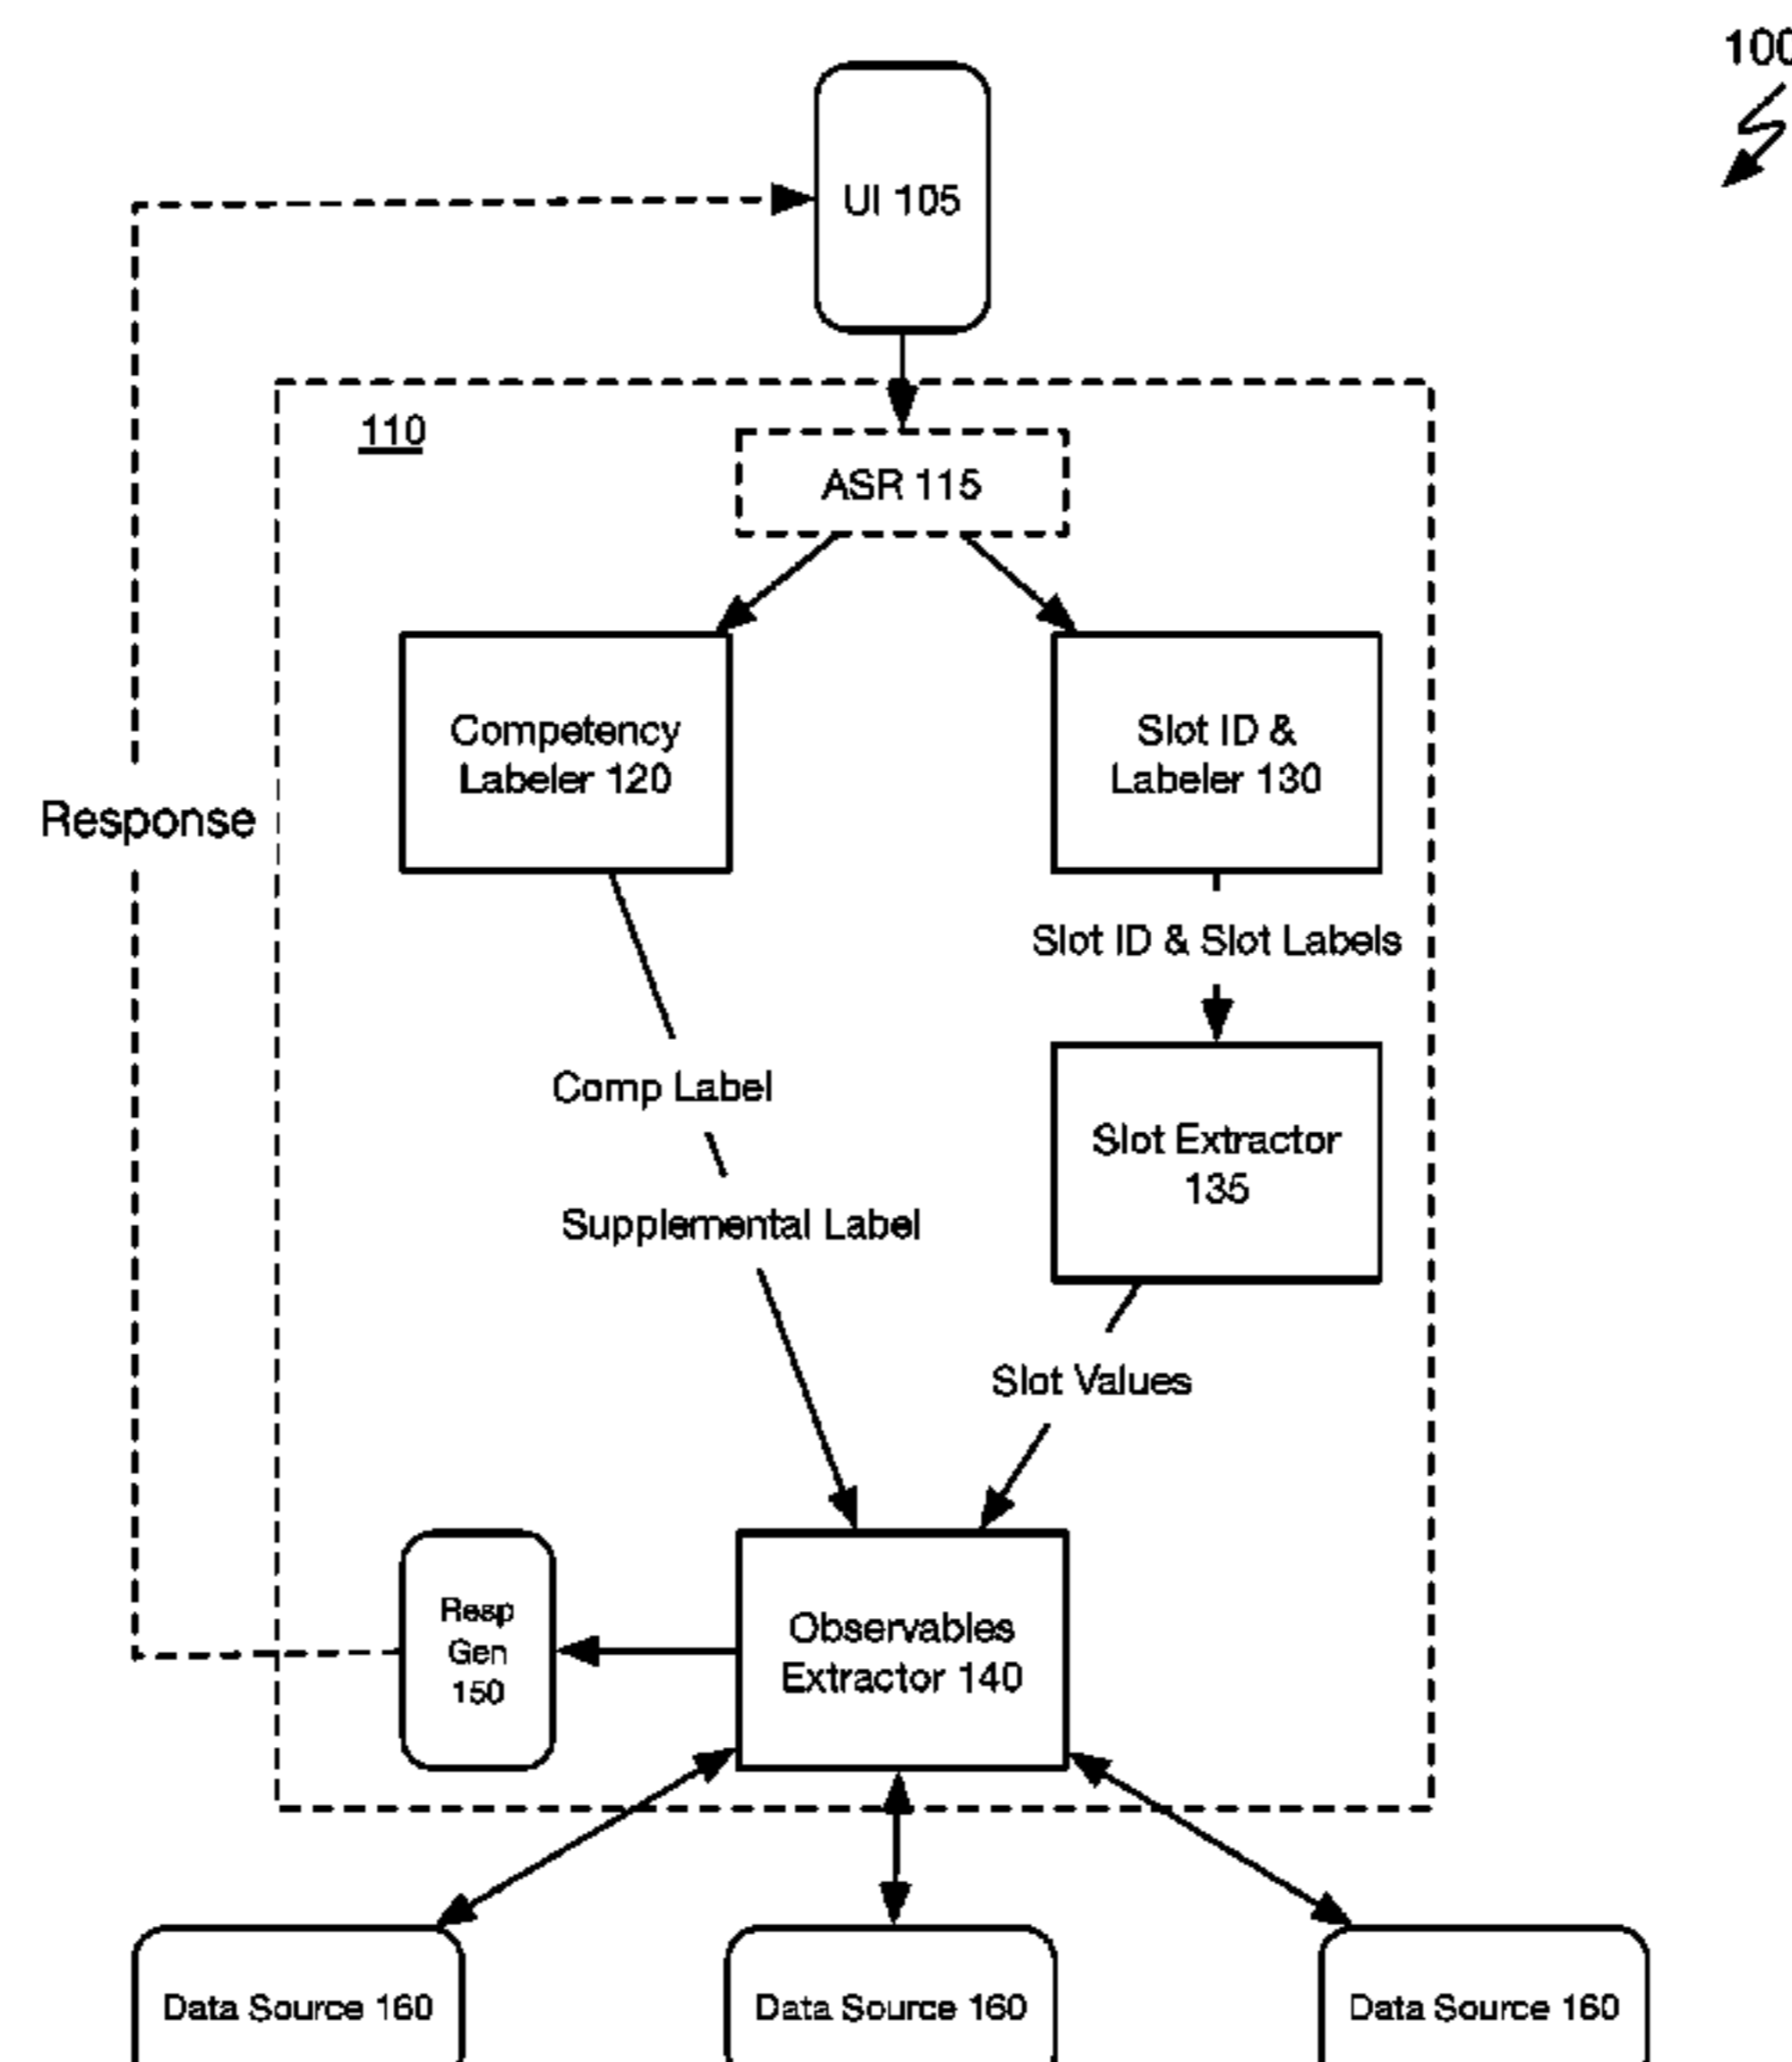 100
UI 105
110
ASR 115
Competency
Labeler 120
Slot ID &
Labeler 130
Response
Slot ID & Slot Labels
Comp Label
Slot Extractor
135
Supplemental Label
Slot Values
Resp
Gen
150
Observables
Extractor 140
Data Source 160
Data Source 160
Data Source 160